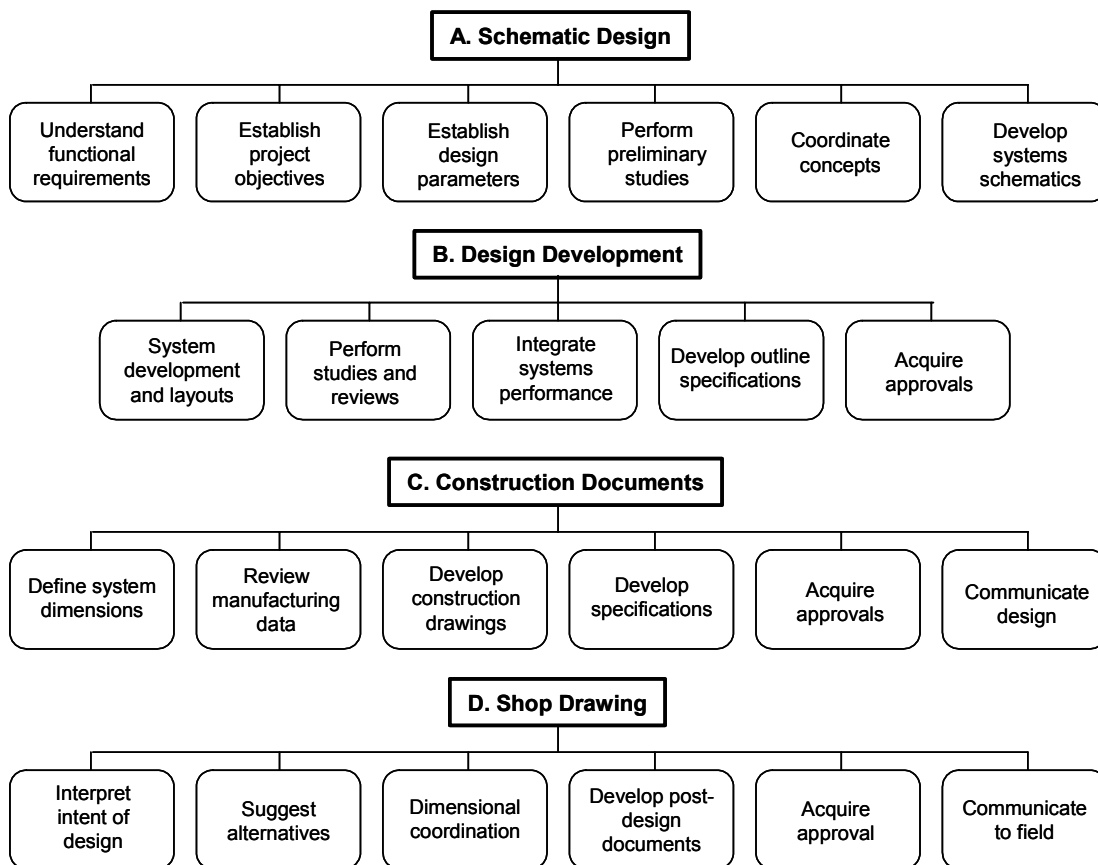 A. Schematic Design
Understand
functional
requirements
Establish
project
objectives
Establish
design
parameters
Perform
preliminary
studies
Coordinate
concepts
Develop
systems
schematics
B. Design Development
System
development
and layouts
Perform
studies and
reviews
Integrate
systems
performance
Develop outline
specifications
Acquire
approvals
C. Construction Documents
Define system
dimensions
Review
manufacturing
data
Develop
construction
drawings
Develop
specifications
Acquire
approvals
Communicate
design
D. Shop Drawing
Interpret
intent of
design
Suggest
alternatives
Dimensional
coordination
Develop post-
design
documents
Acquire
approval
Communicate
to field